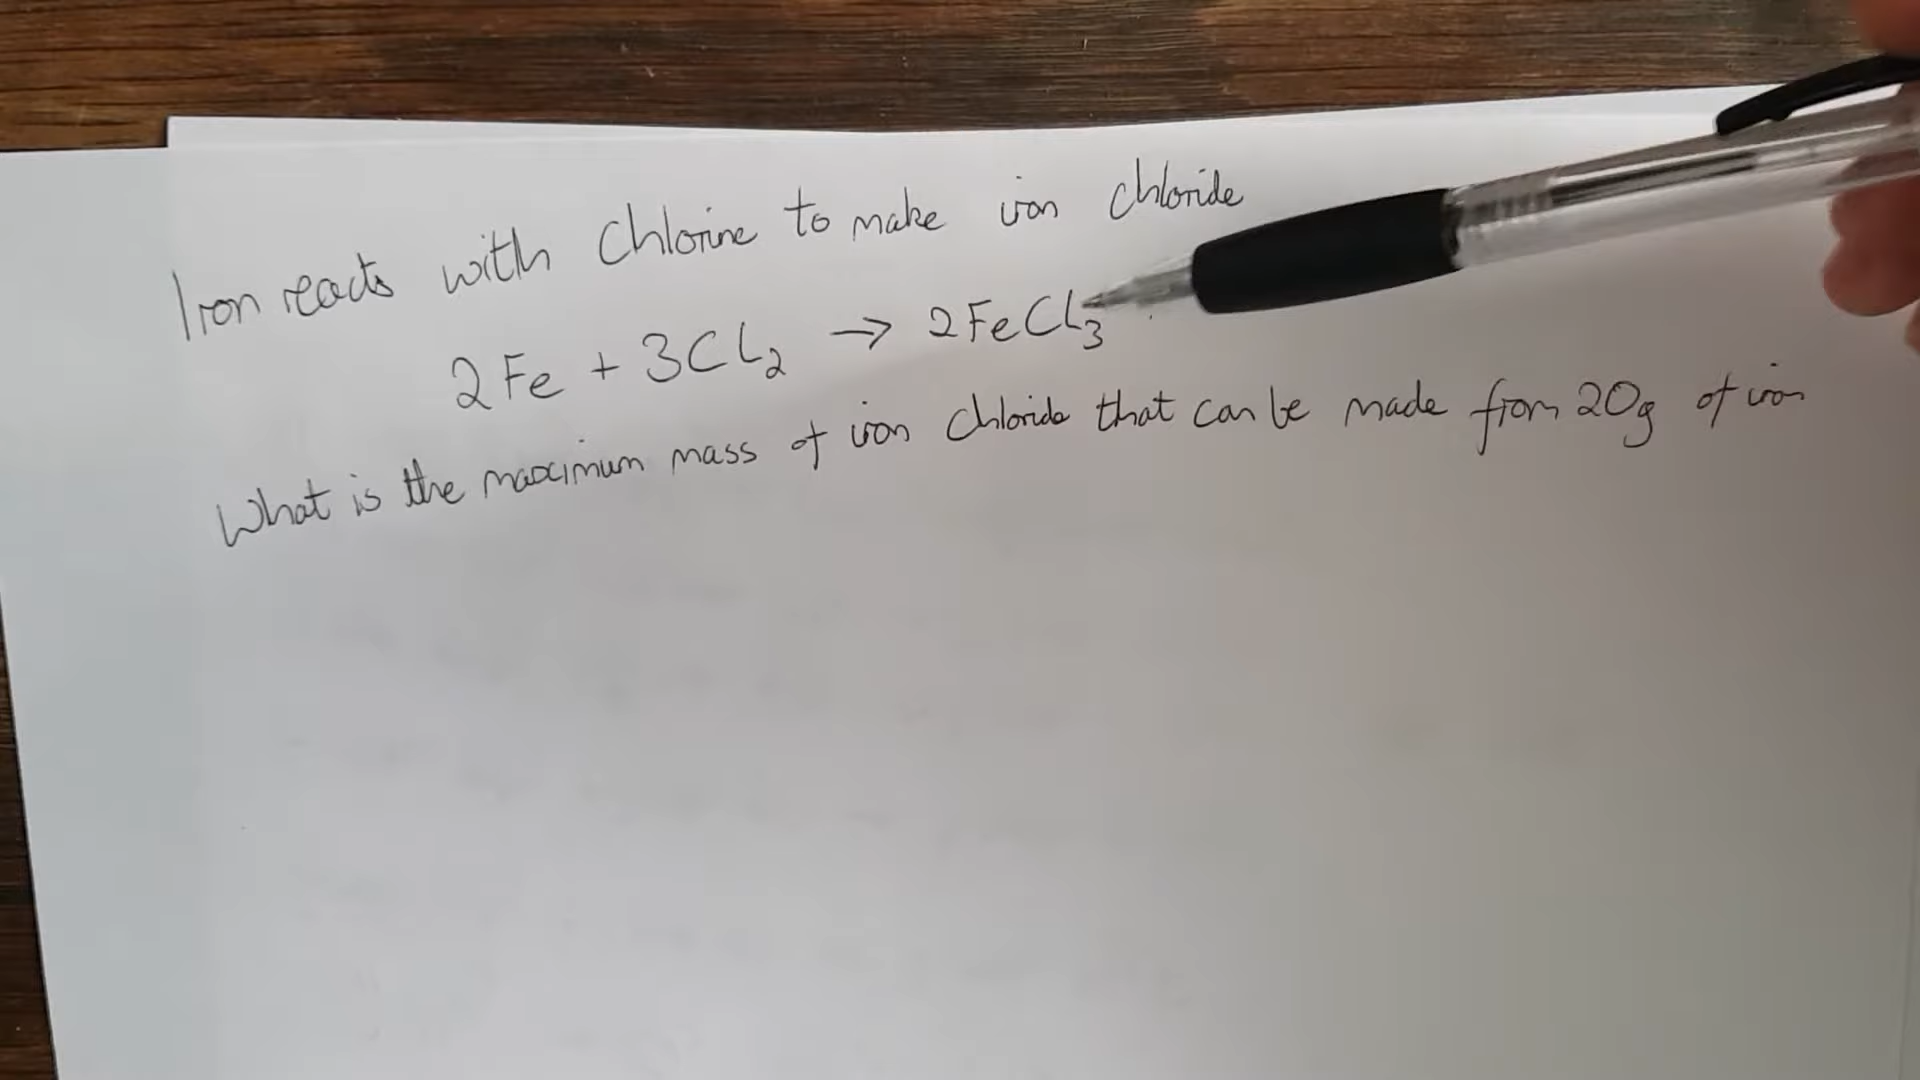 Iron reacts with Chlorine to make iron chloride
2Fe + 3Cl₂ → 2FeCl₃
What is the maximum mass of iron chloride that can be made from 20g of iron